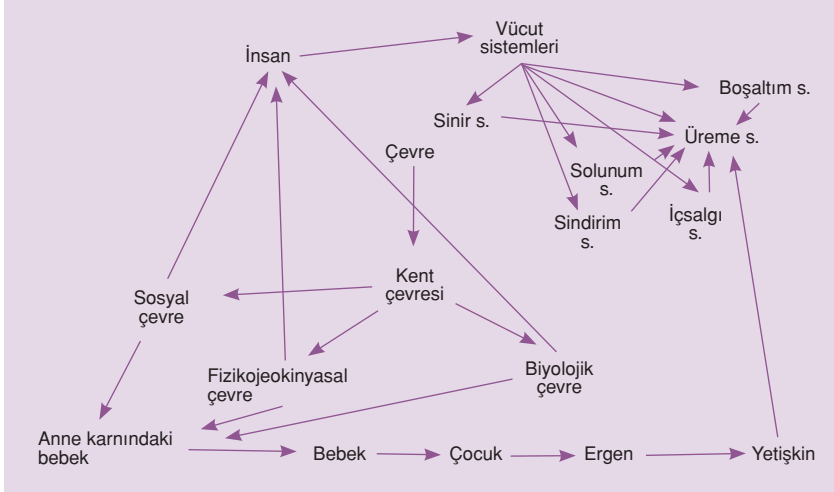 Vücut
sistemleri
İnsan
Boşaltım s.
Sinir s.
Üreme s.
Çevre
Solunum
s.
Sindirim
s.
İçsalgı
s.
Kent
çevresi
Sosyal
çevre
Fizikojeokinyasal
çevre
Biyolojik
çevre
Anne karnındaki
bebek
Bebek
Çocuk
Ergen
Yetişkin